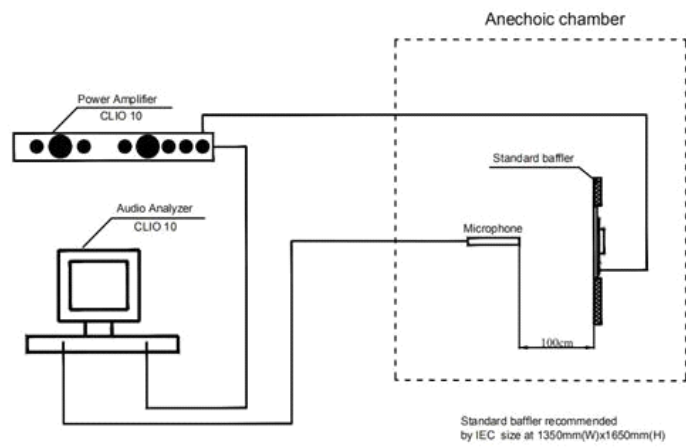 Anechoic chamber
Power Amplifier
CLIO 10
Standard baffler
Audio Analyzer
CLIO 10
Microphone
100cm
Standard baffler recommended
by IEC size at 1350mm(W)x1650mm(H)